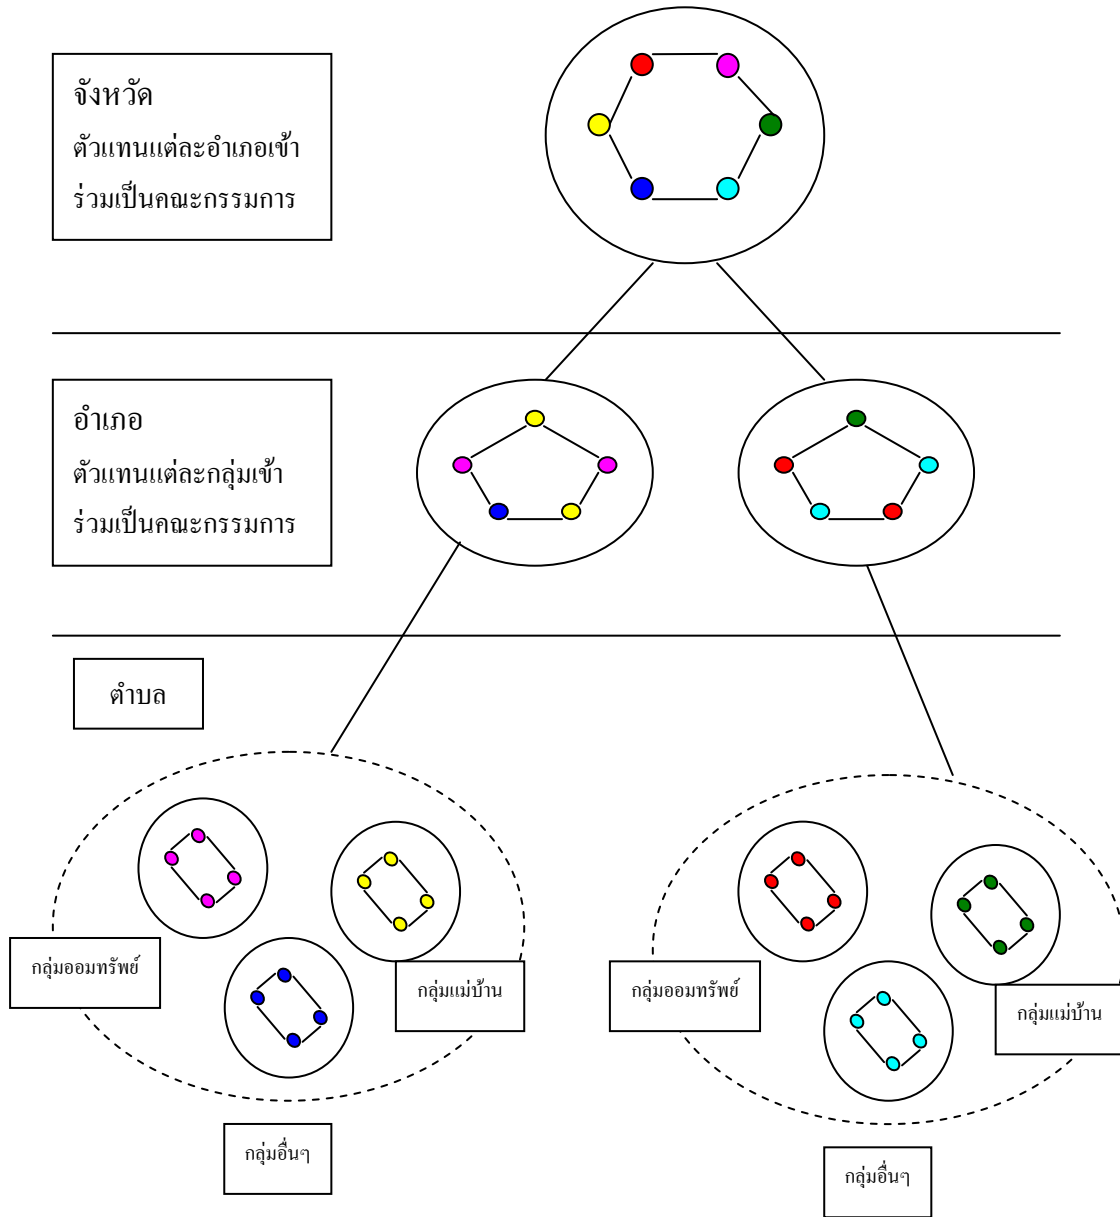 จังหวัด
ตัวแทนแต่ละอำเภอเข้า
ร่วมเป็นคณะกรรมการ
อำเภอ
ตัวแทนแต่ละกลุ่มเข้า
ร่วมเป็นคณะกรรมการ
ตำบล
กลุ่มออมทรัพย์
กลุ่มแม่บ้าน
กลุ่มออมทรัพย์
กลุ่มแม่บ้าน
กลุ่มอื่นๆ
กลุ่มอื่นๆ